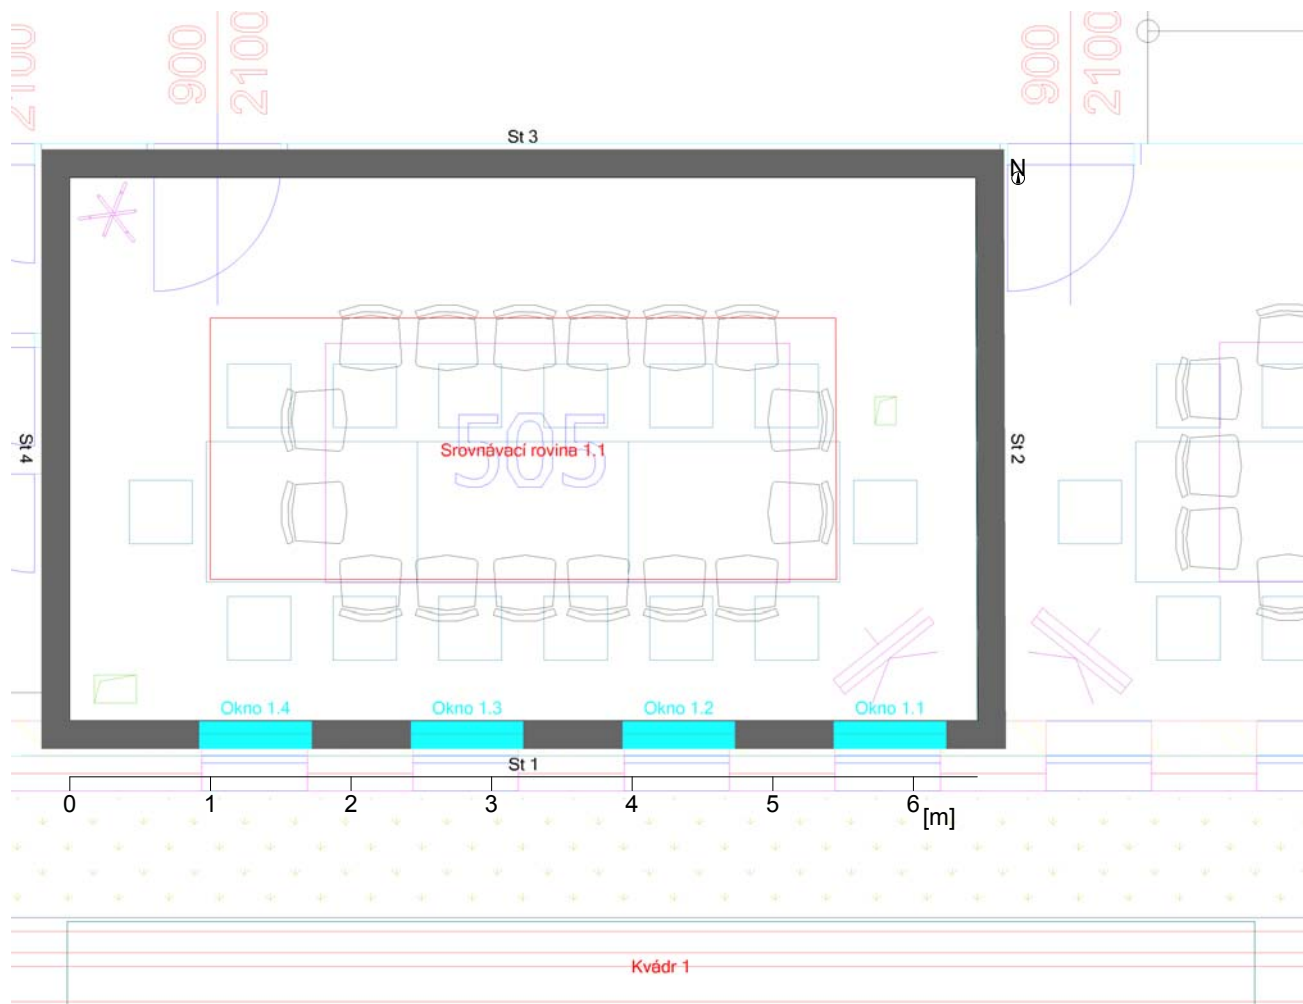 2100
900
2100
900
2100
St 3
N
505
Srovnávací rovina 1.1
St 4
St 2
Okno 1.4
Okno 1.3
Okno 1.2
Okno 1.1
St 1
0 1 2 3 4 5 6 [m]
Kvádr 1